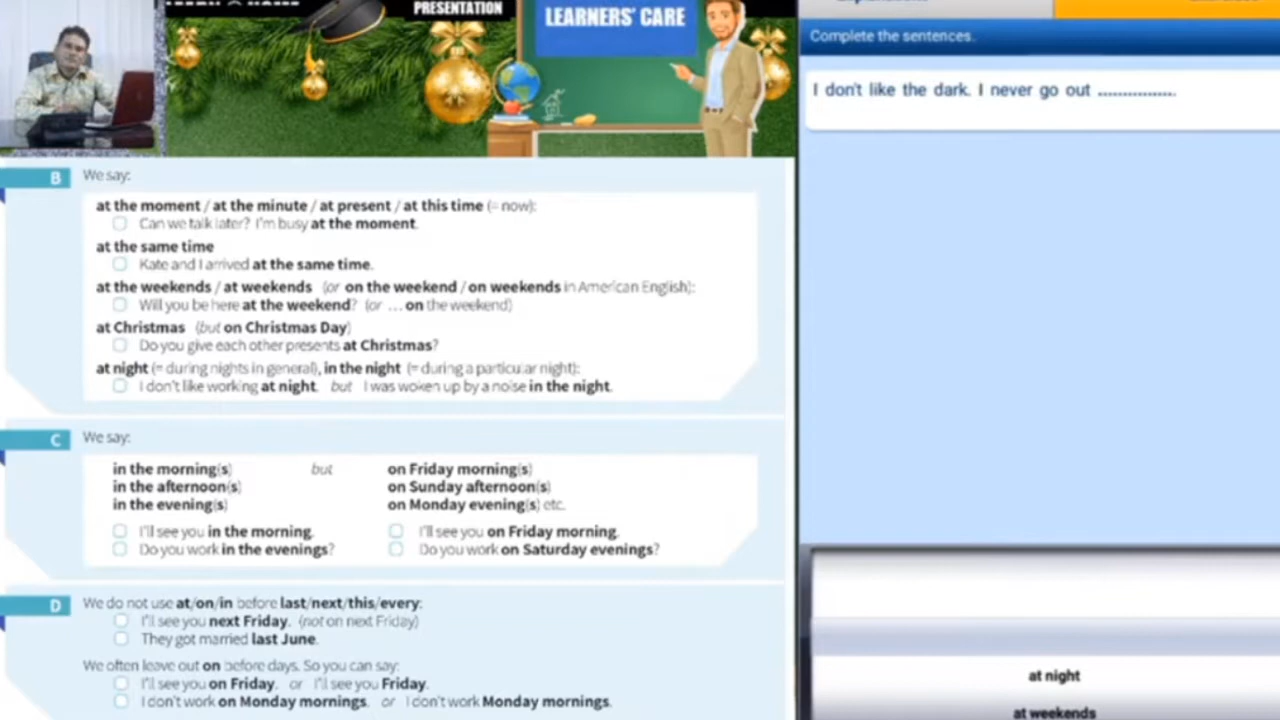 PRESENTATION
LEARNERS' CARE
B We say:
at the moment / at the minute / at present / at this time (= now):
Can we talk later? I'm busy at the moment.
at the same time
Kate and I arrived at the same time.
at the weekends / at weekends (or on the weekend / on weekends in American English):
Will you be here at the weekend? (or … on the weekend)
at Christmas (but on Christmas Day)
Do you give each other presents at Christmas?
at night (= during nights in general), in the night (= during a particular night):
I don't like working at night. but I was woken up by a noise in the night.
C We say:
in the morning(s) but on Friday morning(s)
in the afternoon(s) on Sunday afternoon(s)
in the evening(s) on Monday evening(s) etc.
I'll see you in the morning. I'll see you on Friday morning.
Do you work in the evenings? Do you work on Saturday evenings?
D We do not use at/on/in before last/next/this/every:
I'll see you next Friday. (not on next Friday)
They got married last June.
We often leave out on before days. So you can say:
I'll see you on Friday. or I'll see you Friday.
I don't work on Monday mornings. or I don't work Monday mornings.
Complete the sentences.
I don't like the dark. I never go out ...............
at night
at weekends